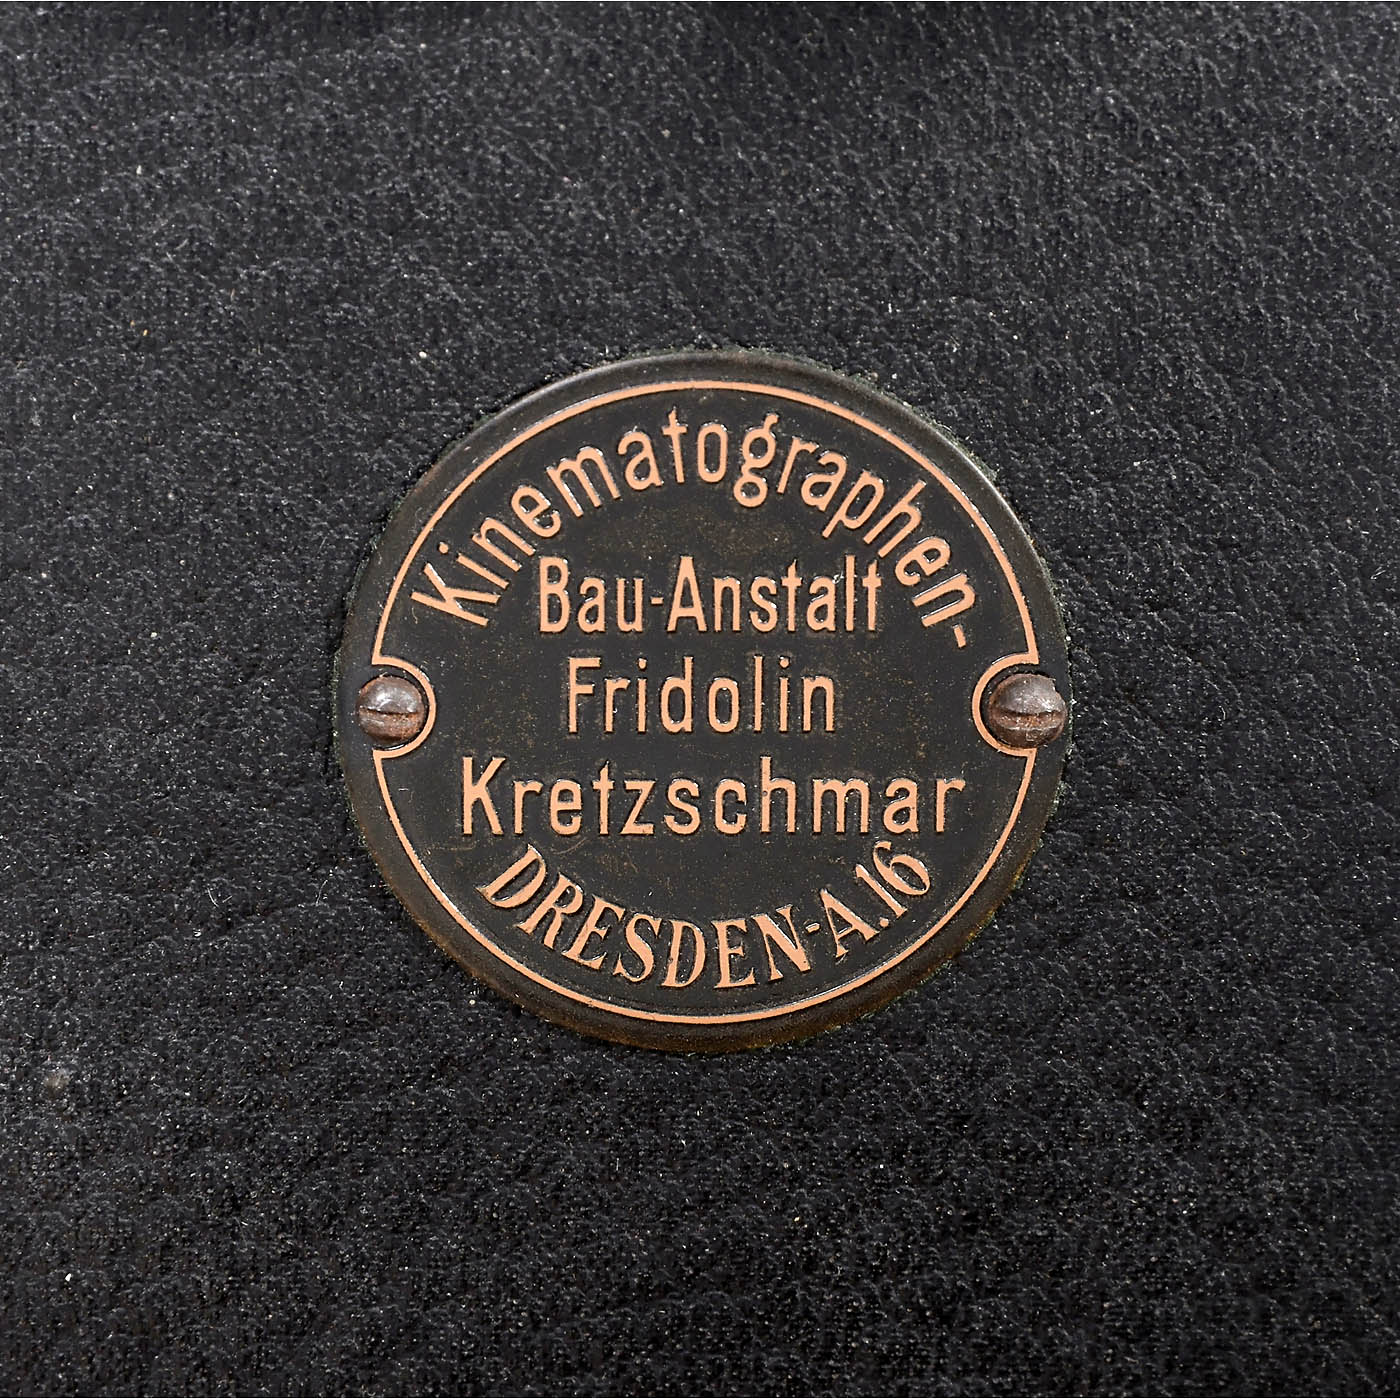 Kinematographen-
Bau-Anstalt
Fridolin
Kretzschmar
DRESDEN-A.16